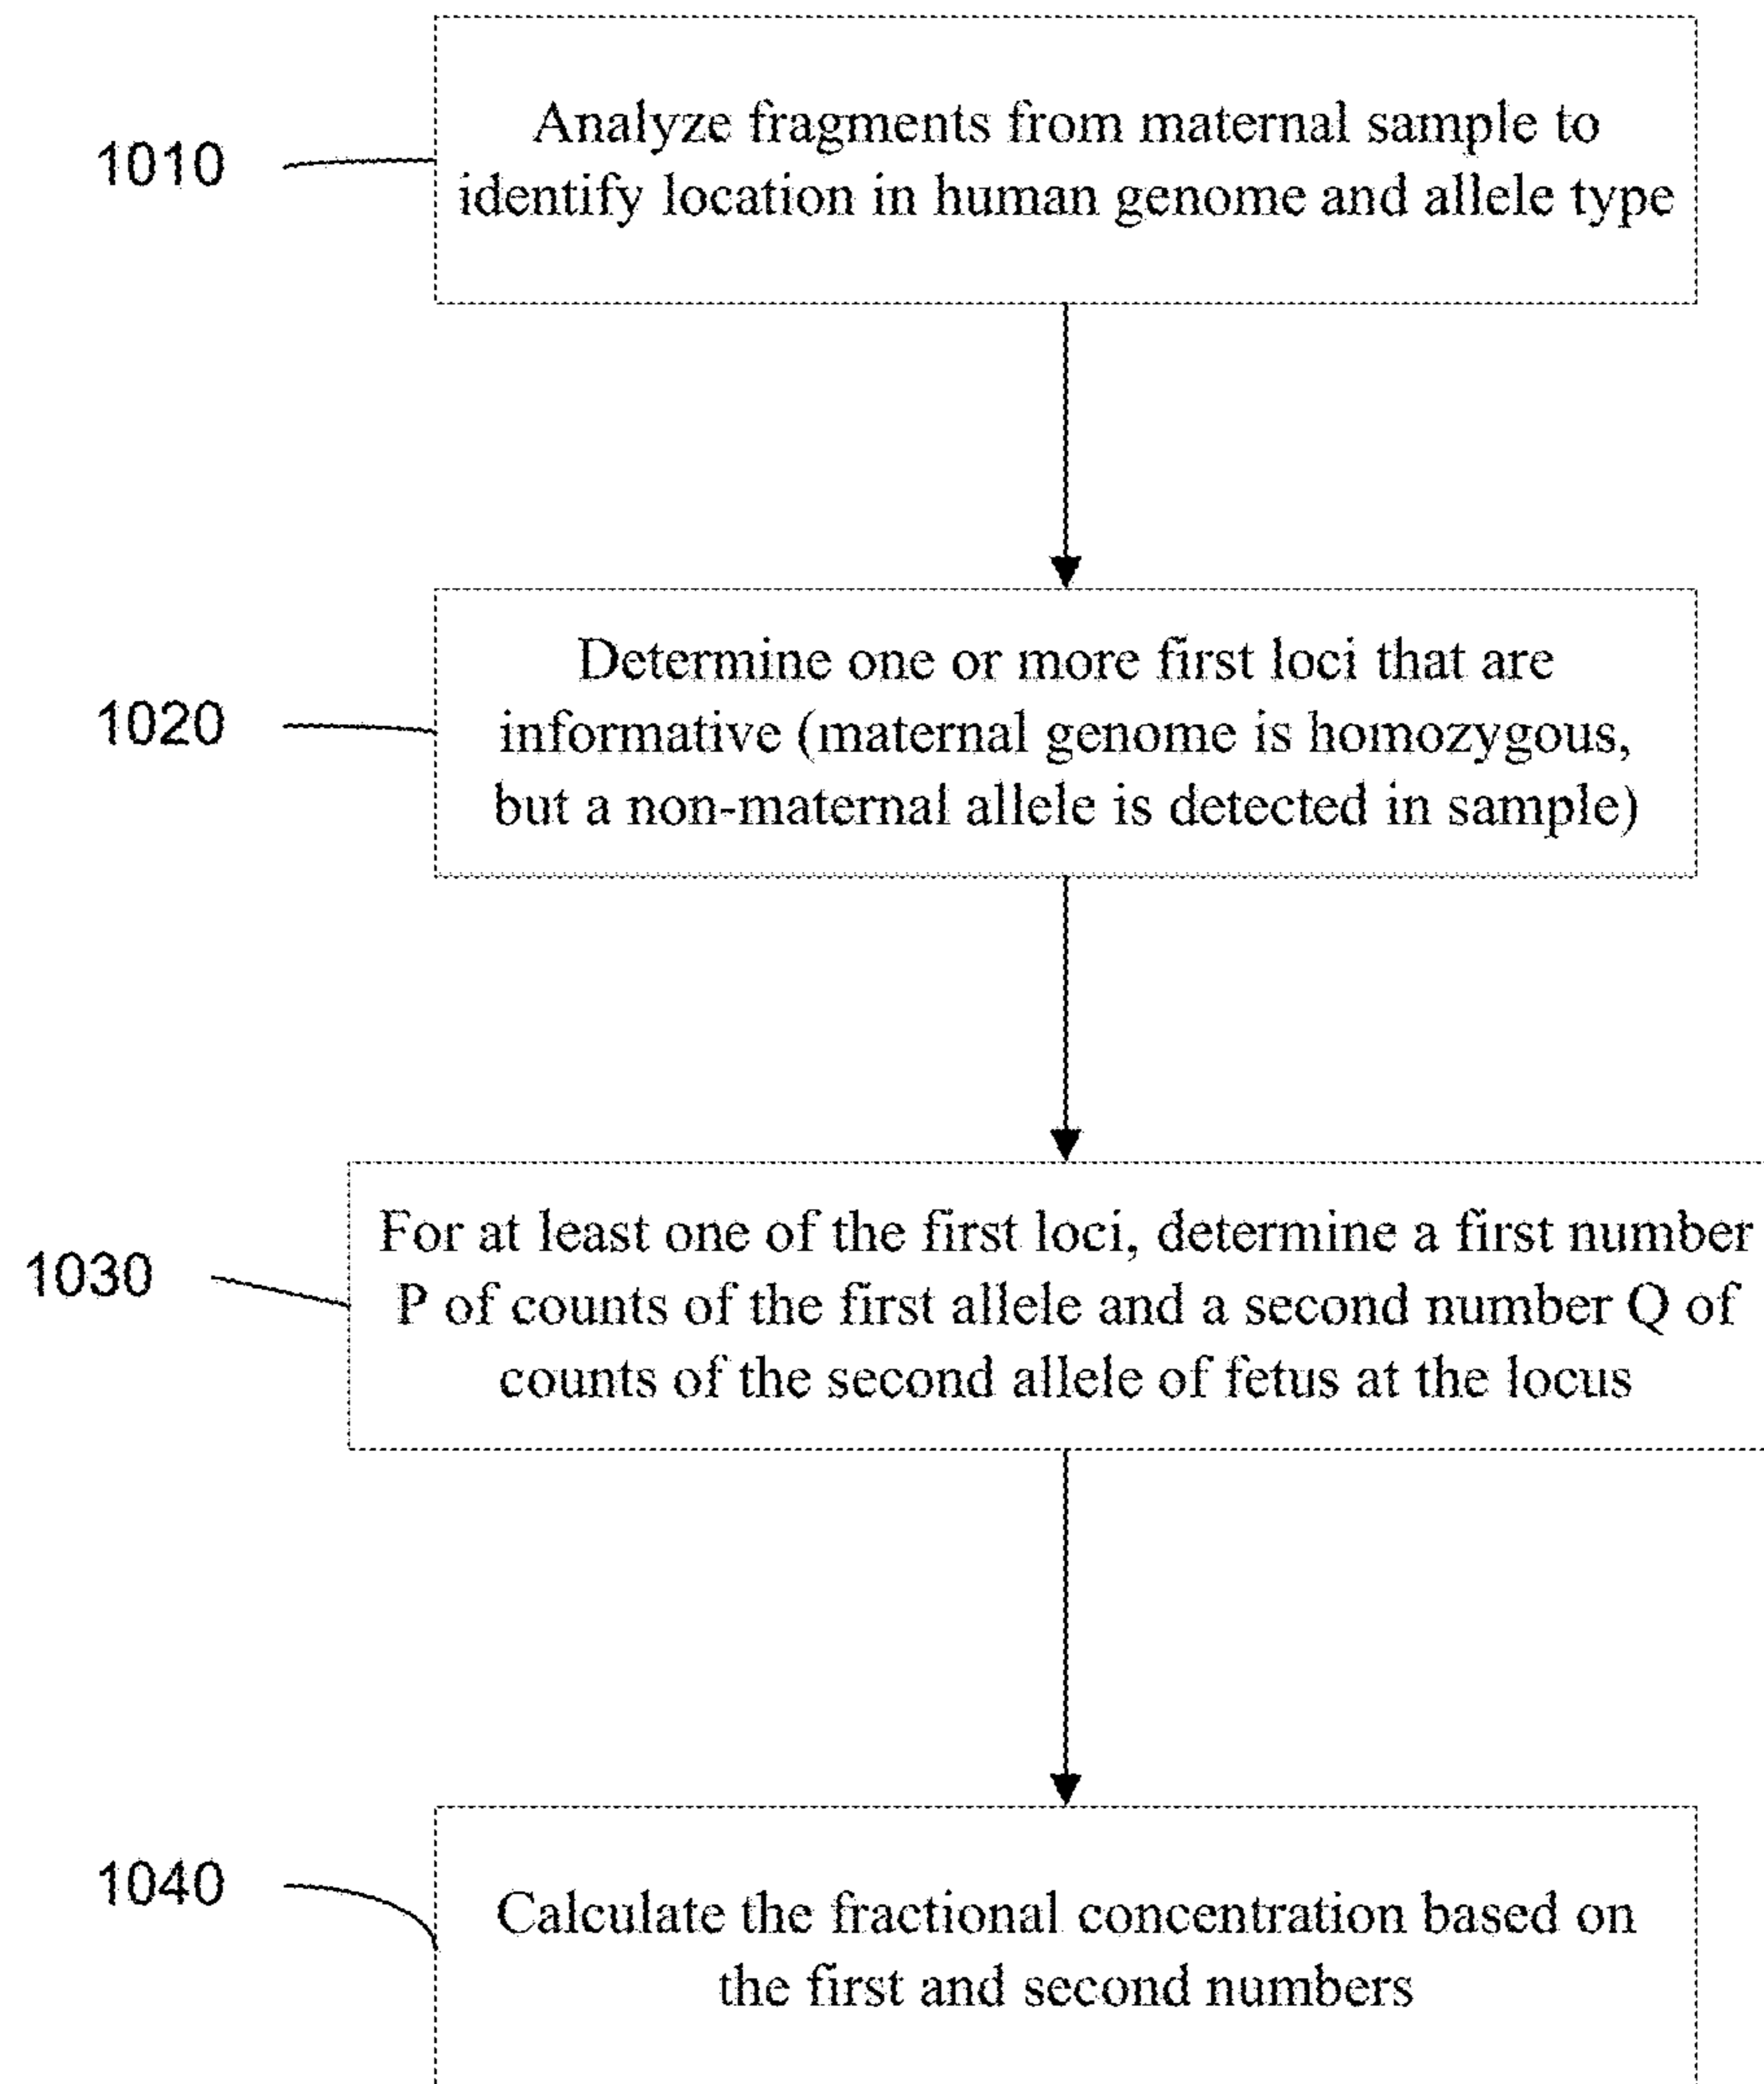 1010
Analyze fragments from maternal sample to
identify location in human genome and allele type
1020
Determine one or more first loci that are
informative (maternal genome is homozygous,
but a non-maternal allele is detected in sample)
1030
For at least one of the first loci, determine a first number
P of counts of the first allele and a second number Q of
counts of the second allele of fetus at the locus
1040
Calculate the fractional concentration based on
the first and second numbers